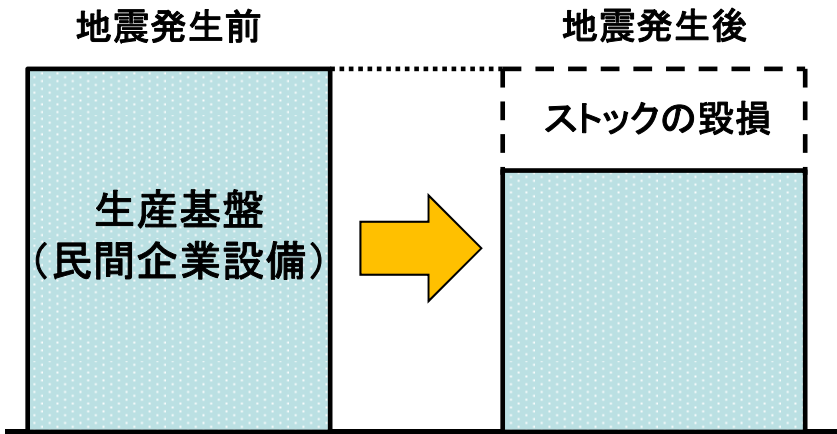 地震発生前
地震発生後
ストックの毀損
生産基盤
(民間企業設備)